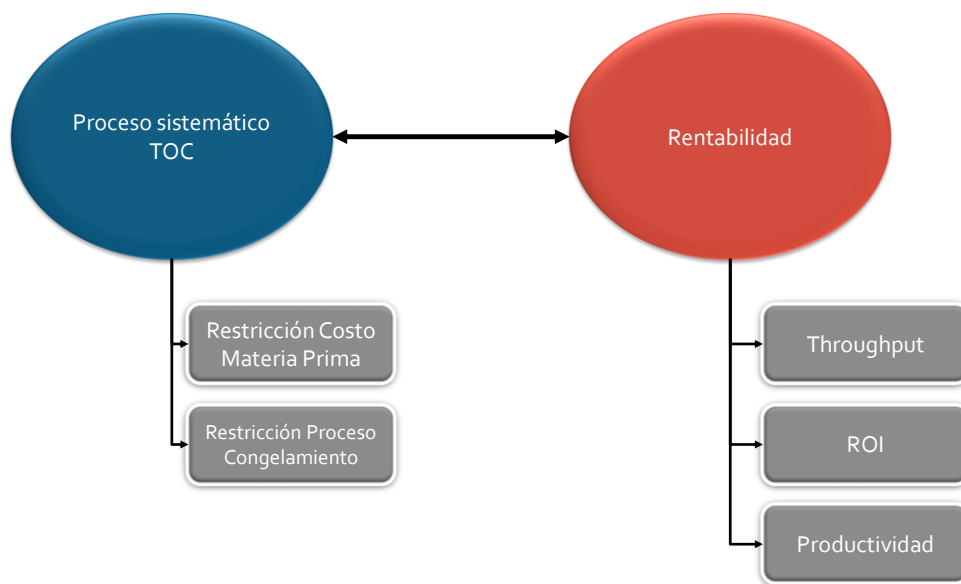 Proceso sistemático
TOC
Rentabilidad
Restricción Costo
Materia Prima
Restricción Proceso
Congelamiento
Throughput
ROI
Productividad